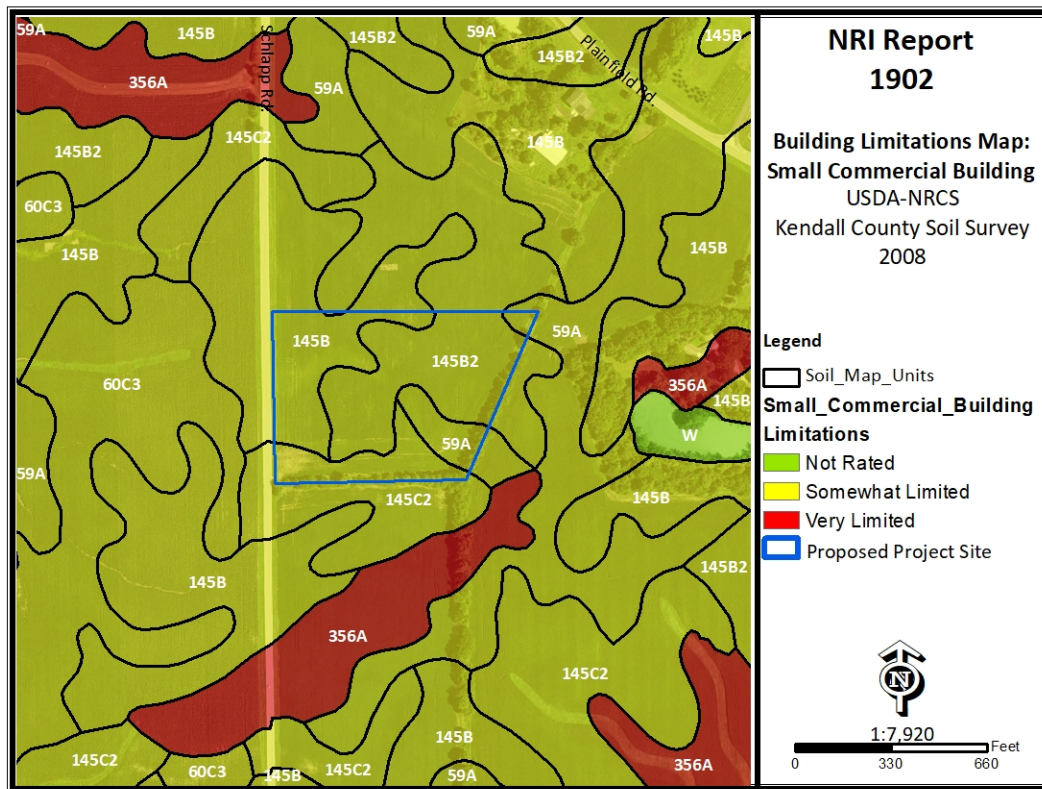 59A
145B
145B2
59A
145B
356A
Schlapp Rd.
59A
145B2
Plainfield Rd.
145C2
145B2
145B
60C3
145B
145B
145B
59A
60C3
145B2
356A
145B
W
59A
59A
145C2
145B
145B
145B2
356A
145C2
145B
145C2
60C3
145B
145C2
59A
356A
NRI Report
1902
Building Limitations Map:
Small Commercial Building
USDA-NRCS
Kendall County Soil Survey
2008
Legend
Soil_Map_Units
Small_Commercial_Building
Limitations
Not Rated
Somewhat Limited
Very Limited
Proposed Project Site
N
1:7,920
Feet
0 330 660